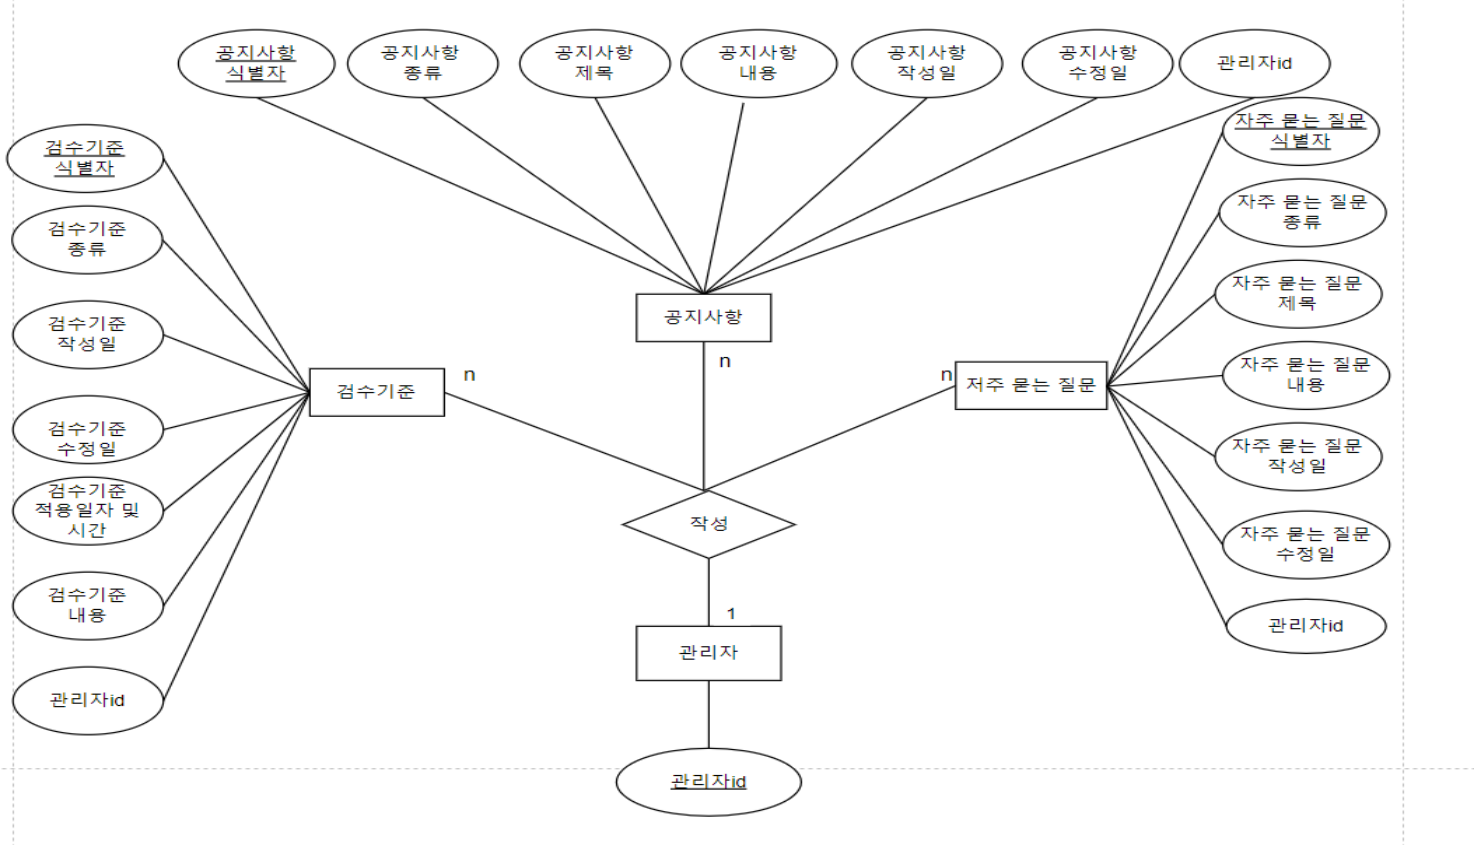 공지사항
식별자
공지사항
종류
공지사항
제목
공지사항
내용
공지사항
작성일
공지사항
수정일
관리자id
검수기준
식별자
검수기준
종류
검수기준
작성일
검수기준
수정일
검수기준
적용일자 및
시간
검수기준
내용
관리자id
자주 묻는 질문
식별자
자주 묻는 질문
종류
자주 묻는 질문
제목
자주 묻는 질문
내용
자주 묻는 질문
작성일
자주 묻는 질문
수정일
관리자id
공지사항
n
검수기준
n
n
저주 묻는 질문
작성
1
관리자
관리자id